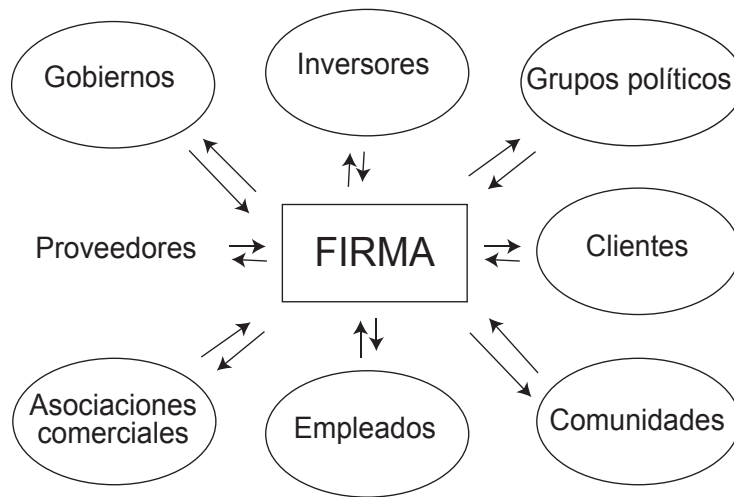 Gobiernos
Inversores
Grupos políticos
Proveedores
FIRMA
Clientes
Asociaciones
comerciales
Empleados
Comunidades